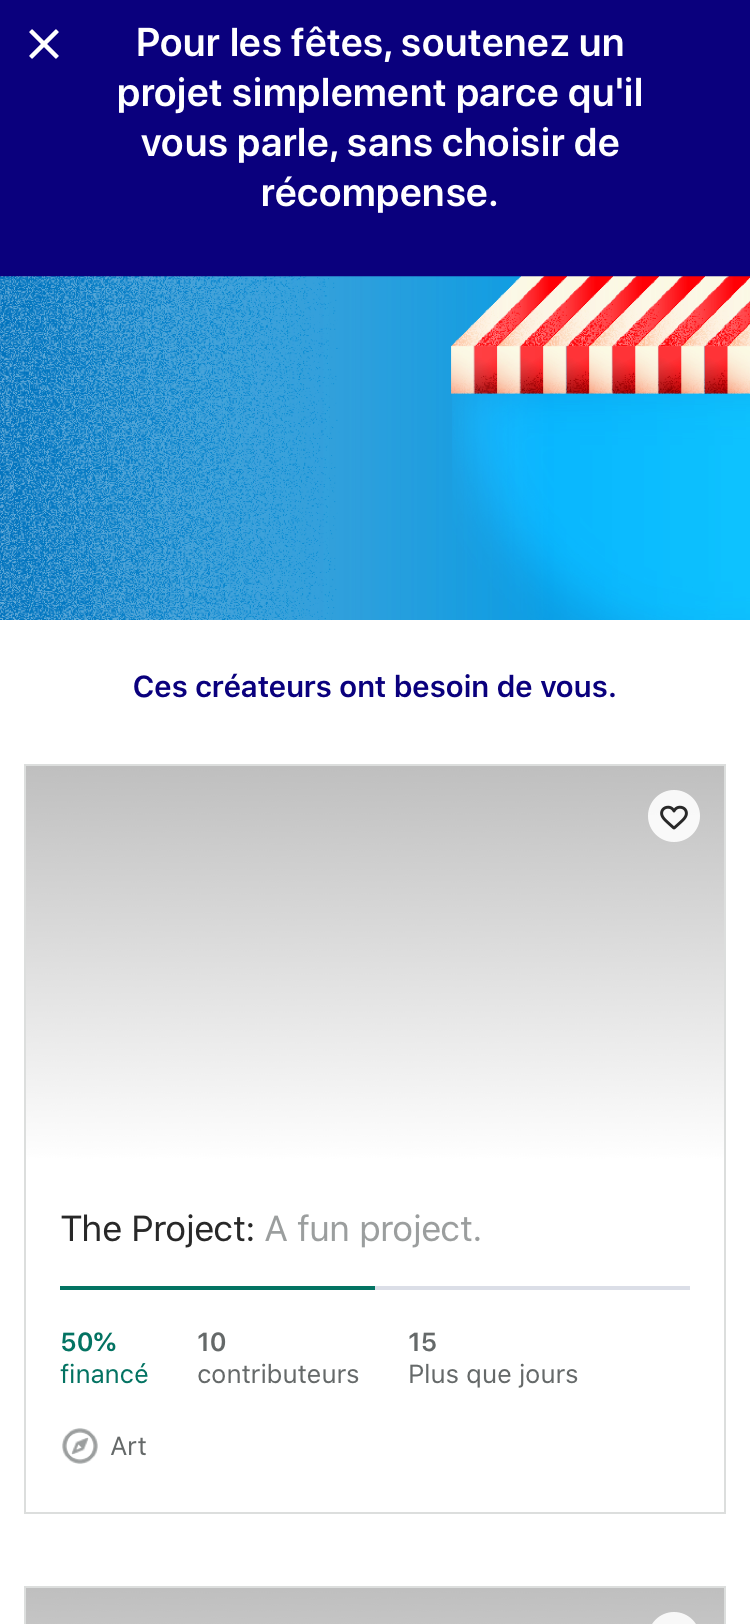 Pour les fêtes, soutenez un
projet simplement parce qu'il
vous parle, sans choisir de
récompense.
Ces créateurs ont besoin de vous.
The Project: A fun project.
50%
financé
10
contributeurs
15
Plus que jours
Art